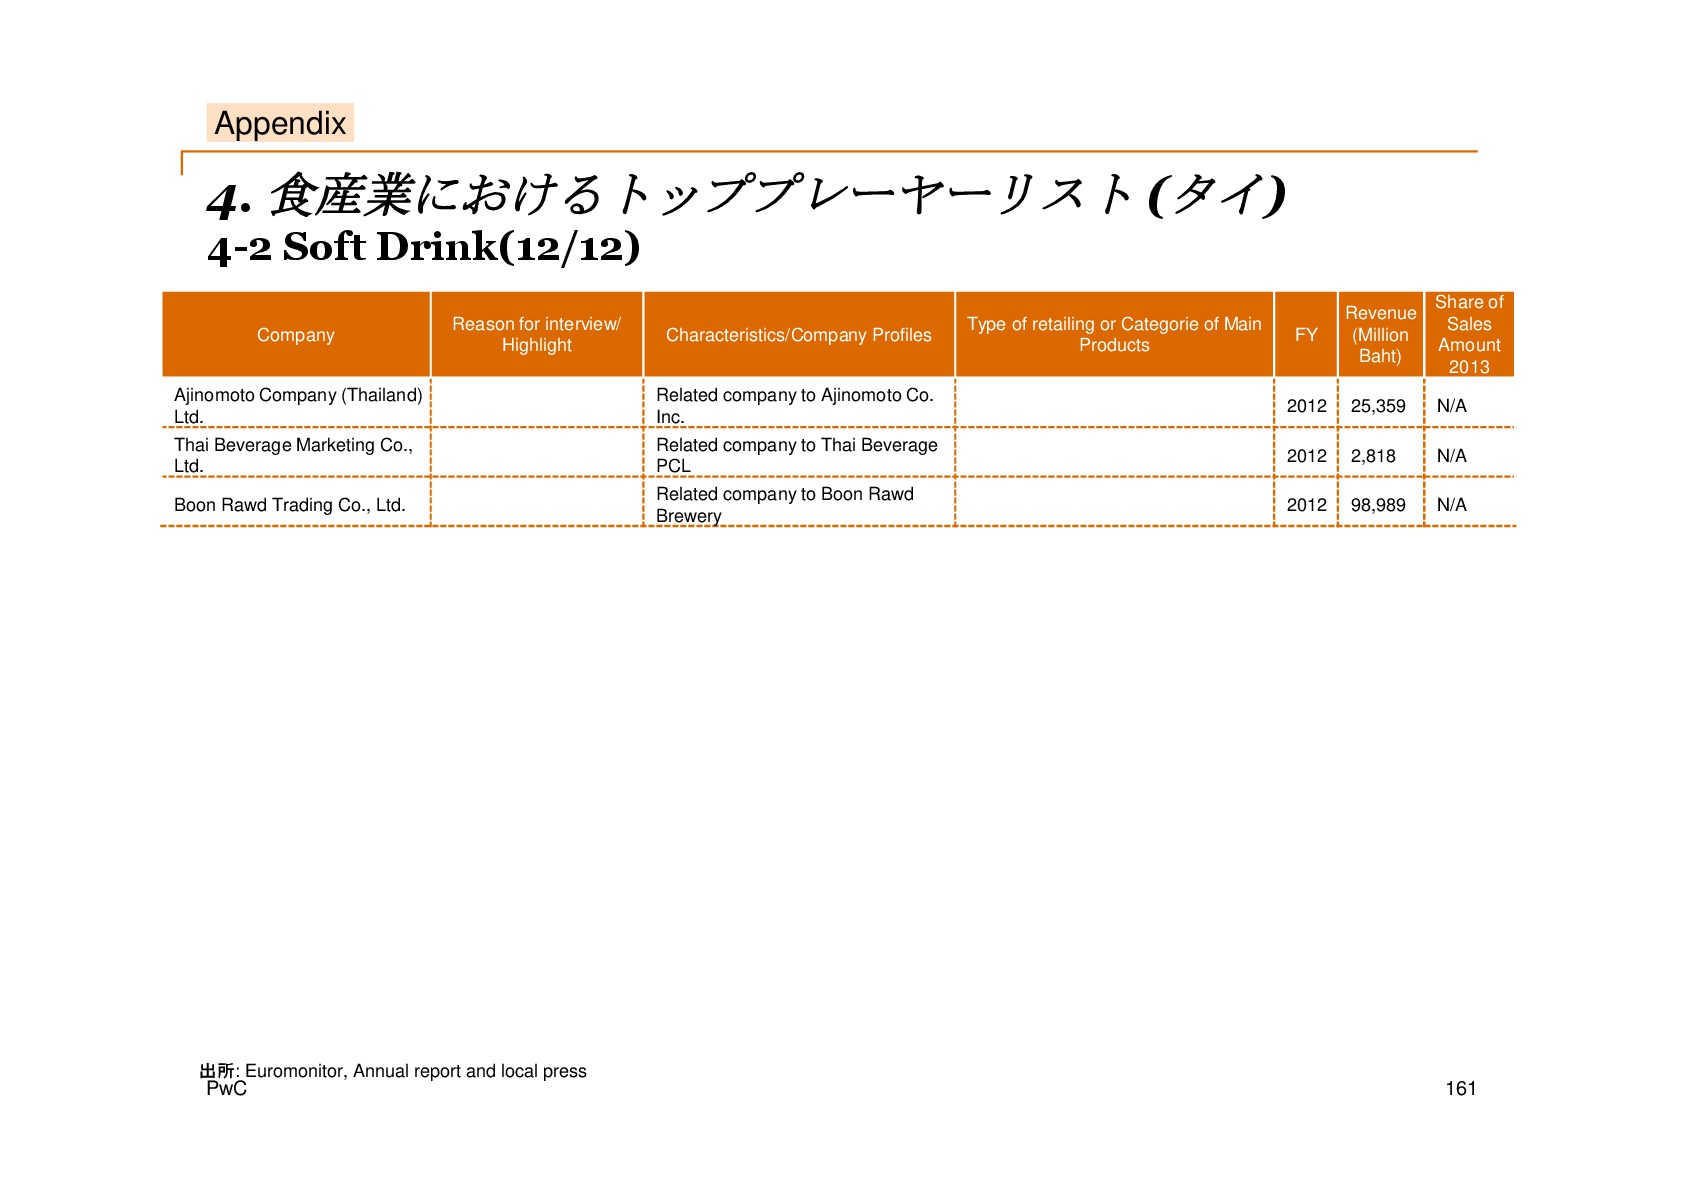 Appendix
4. 食産業におけるトッププレーヤーリスト(タイ)
4-2 Soft Drink(12/12)
Company
Reason for interview/
Highlight
Characteristics/Company Profiles
Type of retailing or Categorie of Main
Products
FY
Revenue
(Million
Baht)
Share of
Sales
Amount
2013
Ajinomoto Company (Thailand)
Ltd.
Related company to Ajinomoto Co.
Inc.
2012
25,359
N/A
Thai Beverage Marketing Co.,
Ltd.
Related company to Thai Beverage
PCL
2012
2,818
N/A
Boon Rawd Trading Co., Ltd.
Related company to Boon Rawd
Brewery
2012
98,989
N/A
出所: Euromonitor, Annual report and local press
PwC
161